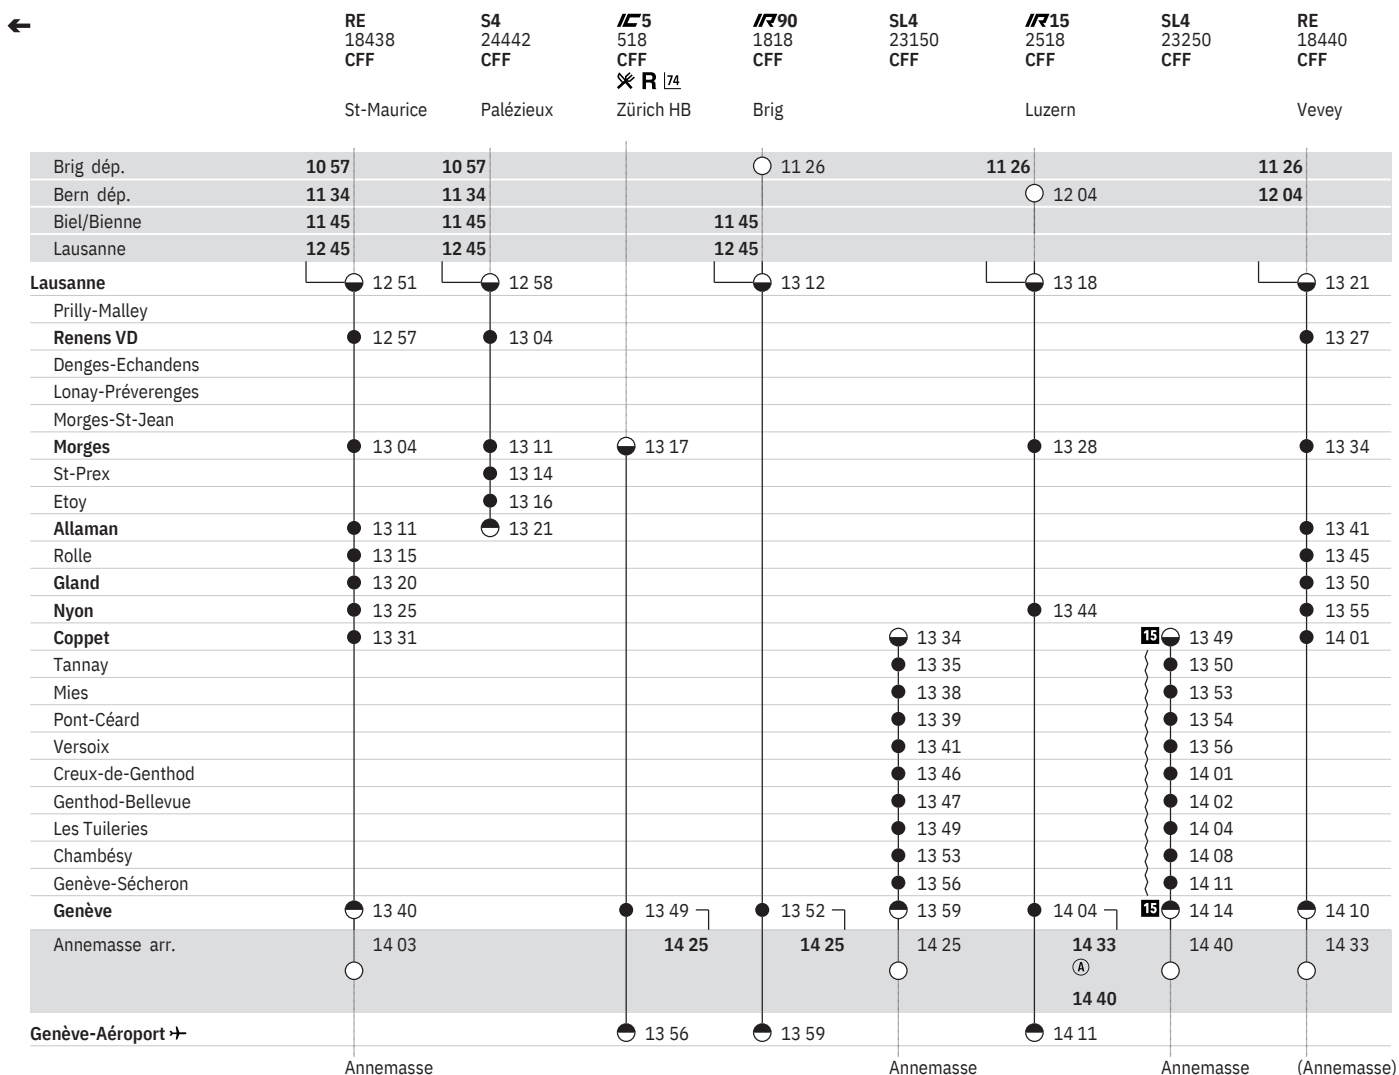 RE S4 IC5 IR90 SL4 IR15 SL4 RE
18438 24442 518 1818 23150 2518 23250 18440
CFF CFF CFF CFF CFF CFF CFF CFF
R 74
St-Maurice Palézieux Zürich HB Brig Luzern Vevey
Brig dép. 10 57 10 57 11 26 11 26 11 26
Bern dép. 11 34 11 34 12 04 12 04
Biel/Bienne 11 45 11 45 11 45
Lausanne 12 45 12 45 12 45
Lausanne 12 51 12 58 13 12 13 18 13 21
Prilly-Malley
Renens VD 12 57 13 04 13 27
Denges-Echandens
Lonay-Préverenges
Morges-St-Jean
Morges 13 04 13 11 13 17 13 28 13 34
St-Prex 13 14
Etoy 13 16
Allaman 13 11 13 21 13 41
Rolle 13 15 13 45
Gland 13 20 13 50
Nyon 13 25 13 44 13 55
Coppet 13 31 13 34 15 13 49 14 01
Tannay 13 35 13 50
Mies 13 38 13 53
Pont-Céard 13 39 13 54
Versoix 13 41 13 56
Creux-de-Genthod 13 46 14 01
Genthod-Bellevue 13 47 14 02
Les Tuileries 13 49 14 04
Chambésy 13 53 14 08
Genève-Sécheron 13 56 14 11
Genève 13 40 13 49 13 52 13 59 14 04 15 14 14 14 10
Annemasse arr. 14 03 14 25 14 25 14 25 14 33 14 40 14 33
A
14 40
Genève-Aéroport 13 56 13 59 14 11
Annemasse Annemasse Annemasse (Annemasse)